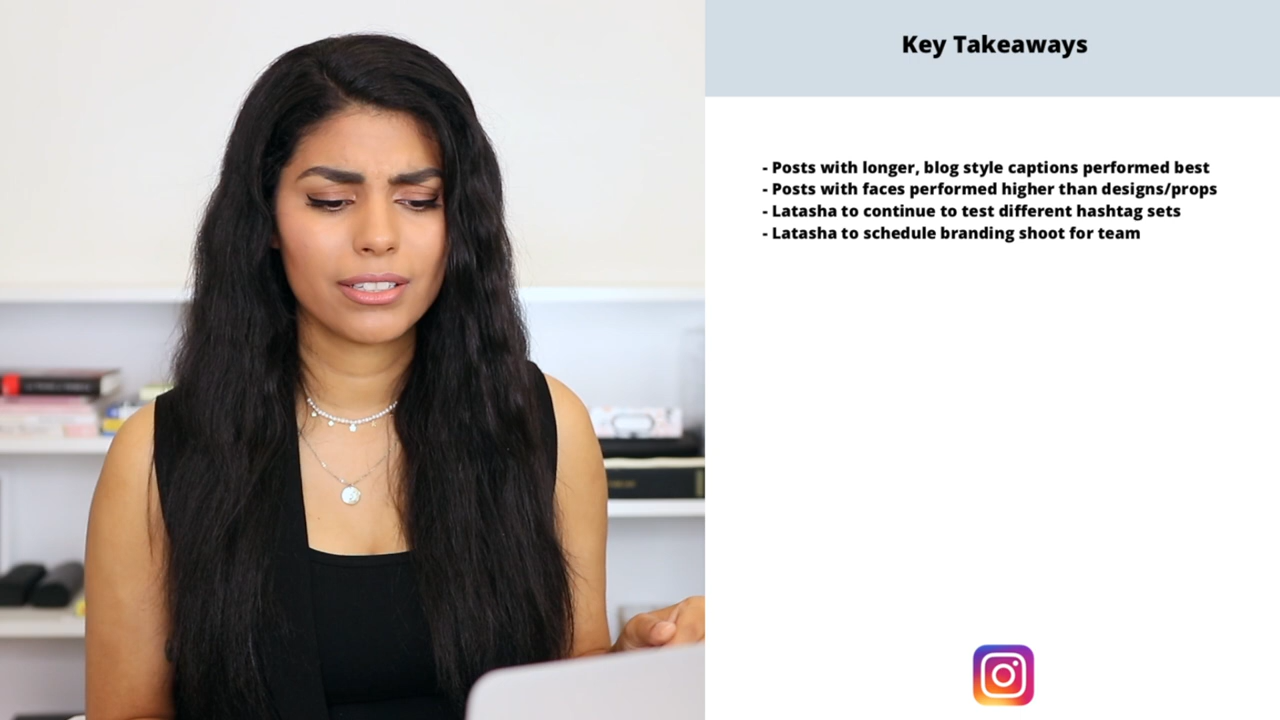 Key Takeaways
- Posts with longer, blog style captions performed best
- Posts with faces performed higher than designs/props
- Latasha to continue to test different hashtag sets
- Latasha to schedule branding shoot for team